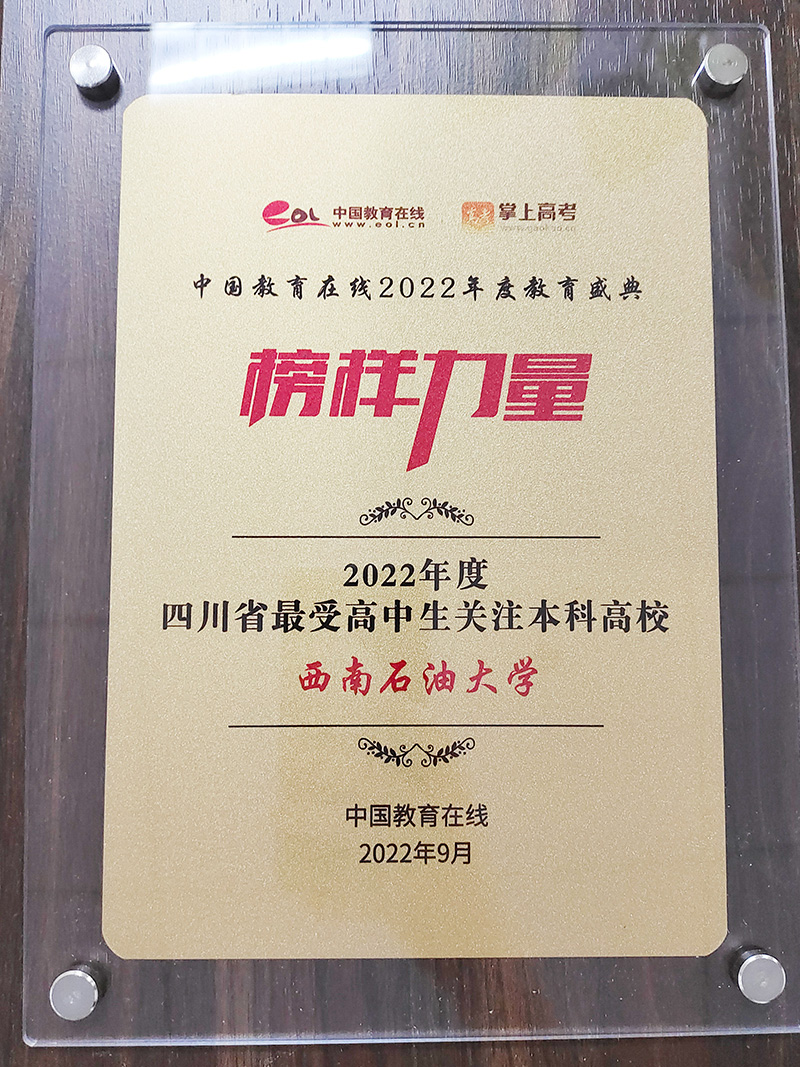 eol 中国教育在线 掌上高考
www.eol.cn www.gaokao.cn
中国教育在线2022年度教育盛典
榜样力量
2022年度
四川省最受高中生关注本科高校
西南石油大学
中国教育在线
2022年9月